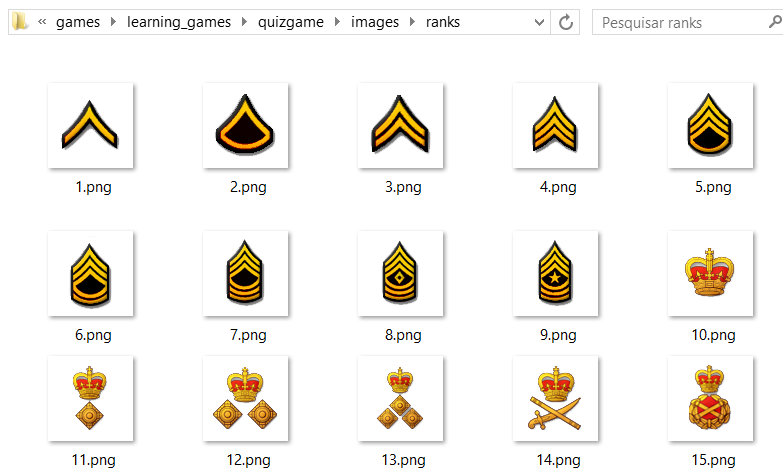 « games learning_games quizgame images ranks Pesquisar ranks
1.png 2.png 3.png 4.png 5.png
6.png 7.png 8.png 9.png 10.png
11.png 12.png 13.png 14.png 15.png